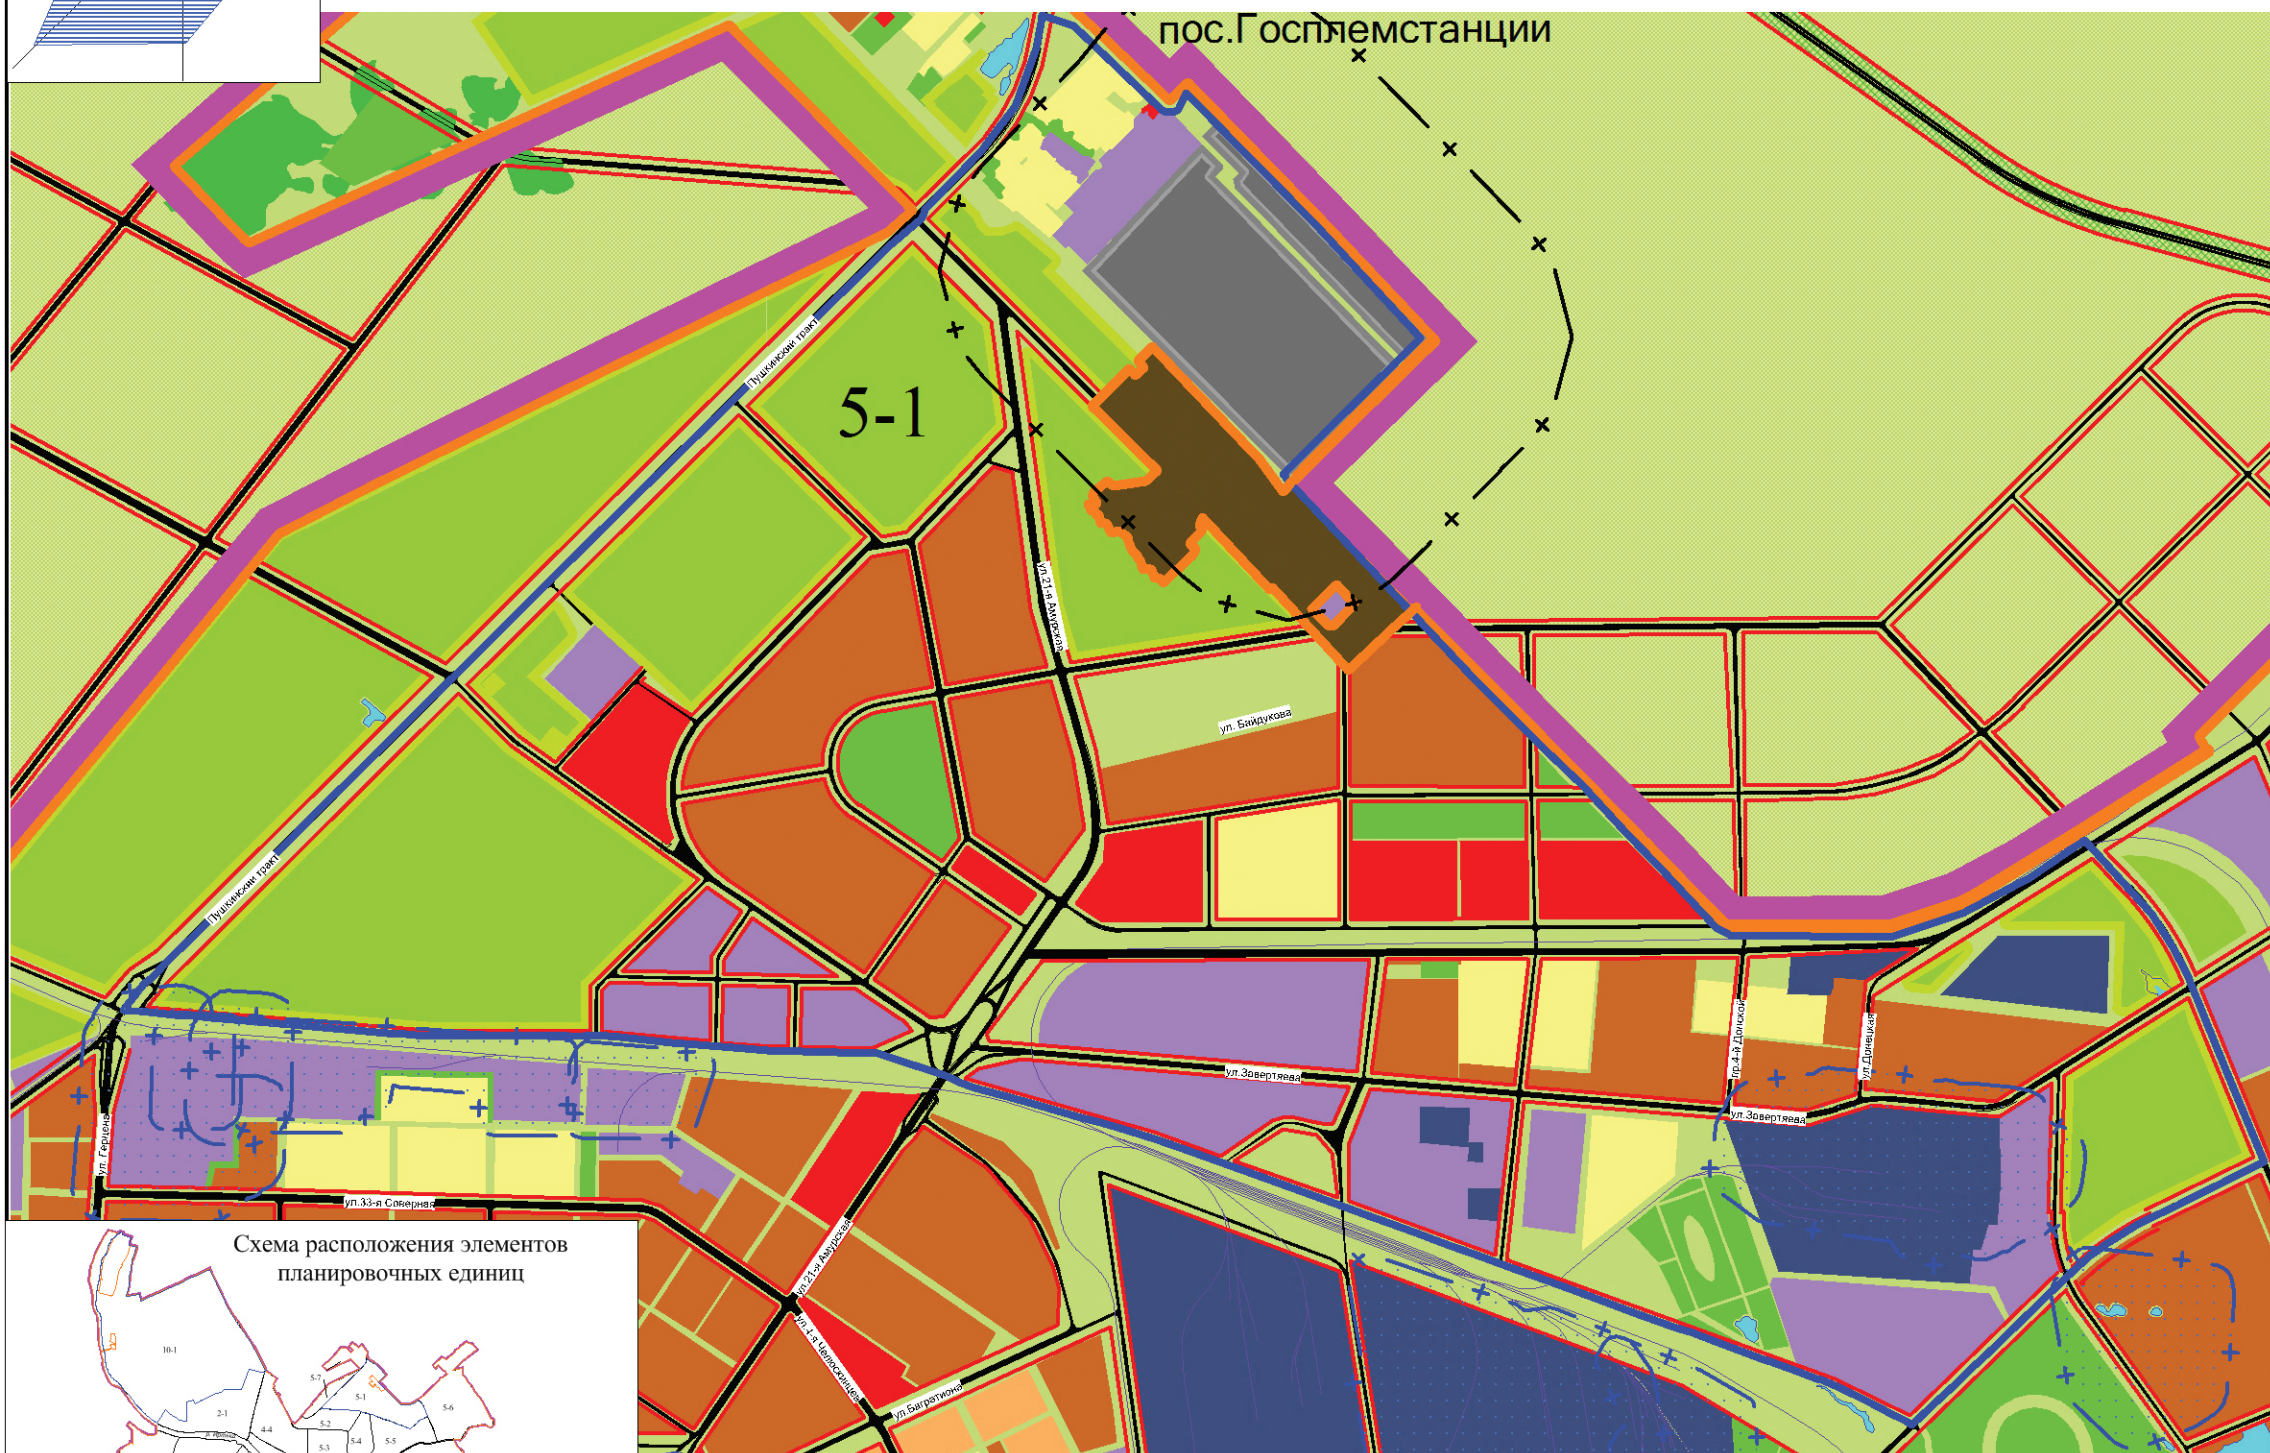 пос.Госплемстанции
Пушкинский тракт
5-1
ул.21-я Амурская
ул. Байдукова
Пушкинский тракт
ул.Завертяева
гр.4-й Донской
ул.Донецкая
ул.Завертяева
ул. Герцена
ул.33-я Северная
ул.21-я Амурская
ул.4-я Челюскинцев
ул.Багратиона
Схема расположения элементов
планировочных единиц
10-1
5-7
5-1
2-1
4-4
5-2
5-6
5-3
5-4
5-5